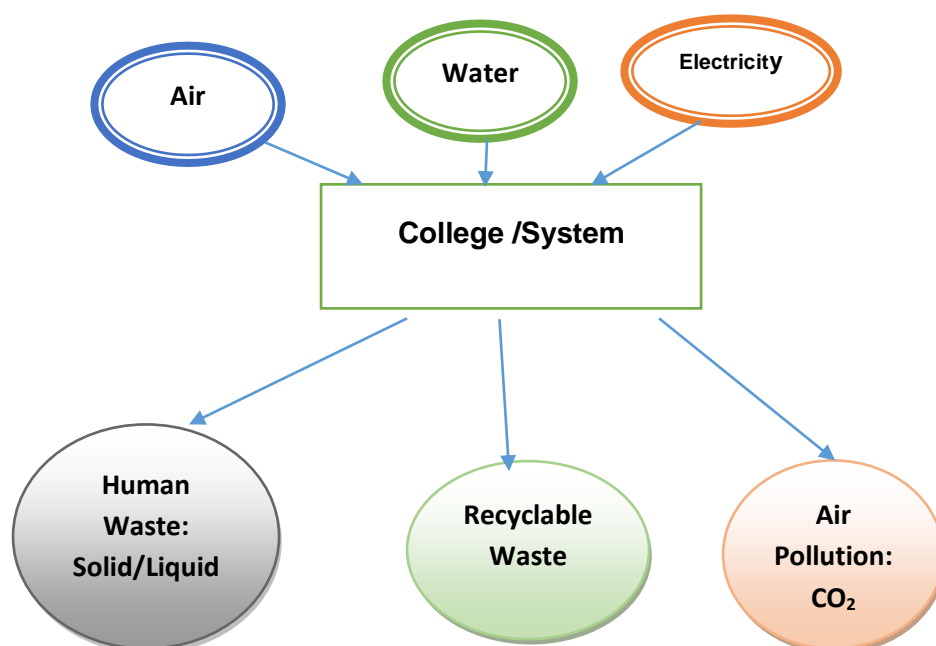 Air
Water
Electricity
College /System
Human
Waste:
Solid/Liquid
Recyclable
Waste
Air
Pollution:
CO₂